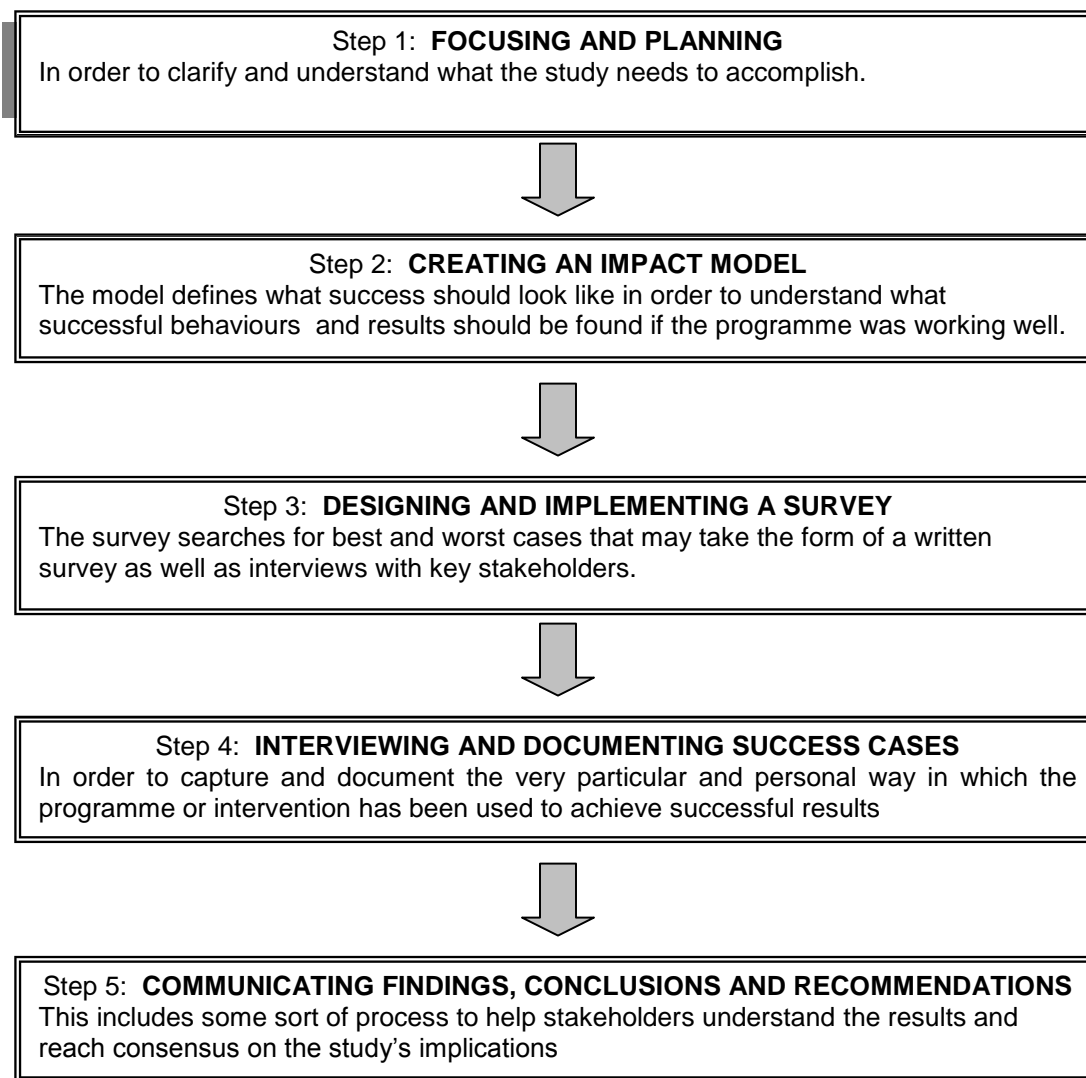 Step 1: FOCUSING AND PLANNING
In order to clarify and understand what the study needs to accomplish.
Step 2: CREATING AN IMPACT MODEL
The model defines what success should look like in order to understand what
successful behaviours and results should be found if the programme was working well.
Step 3: DESIGNING AND IMPLEMENTING A SURVEY
The survey searches for best and worst cases that may take the form of a written
survey as well as interviews with key stakeholders.
Step 4: INTERVIEWING AND DOCUMENTING SUCCESS CASES
In order to capture and document the very particular and personal way in which the
programme or intervention has been used to achieve successful results
Step 5: COMMUNICATING FINDINGS, CONCLUSIONS AND RECOMMENDATIONS
This includes some sort of process to help stakeholders understand the results and
reach consensus on the study’s implications